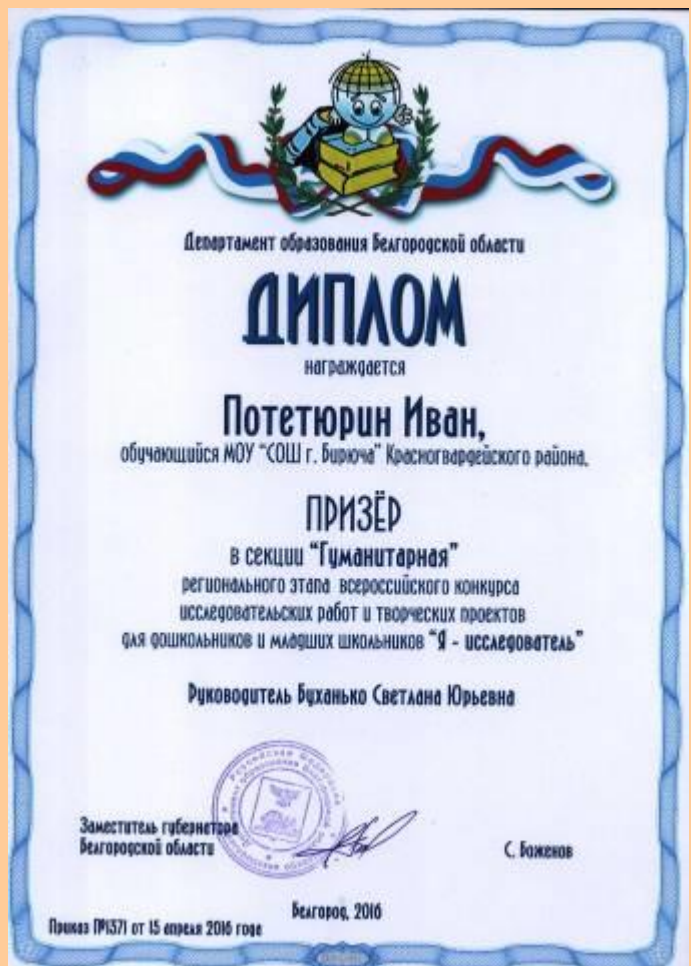 Департамент образования Белгородской области
ДИПЛОМ
награждается
Потетюрин Иван,
обучающийся МОУ "СОШ г. Бирюча" Красногвардейского района,
ПРИЗЁР
в секции "Гуманитарная"
регионального этапа всероссийского конкурса
исследовательских работ и творческих проектов
для дошкольников и младших школьников "Я - исследователь"
Руководитель Буханько Светлана Юрьевна
Заместитель губернатора
Белгородской области
С. Боженов
Белгород, 2016
Приказ №1371 от 15 апреля 2016 годе